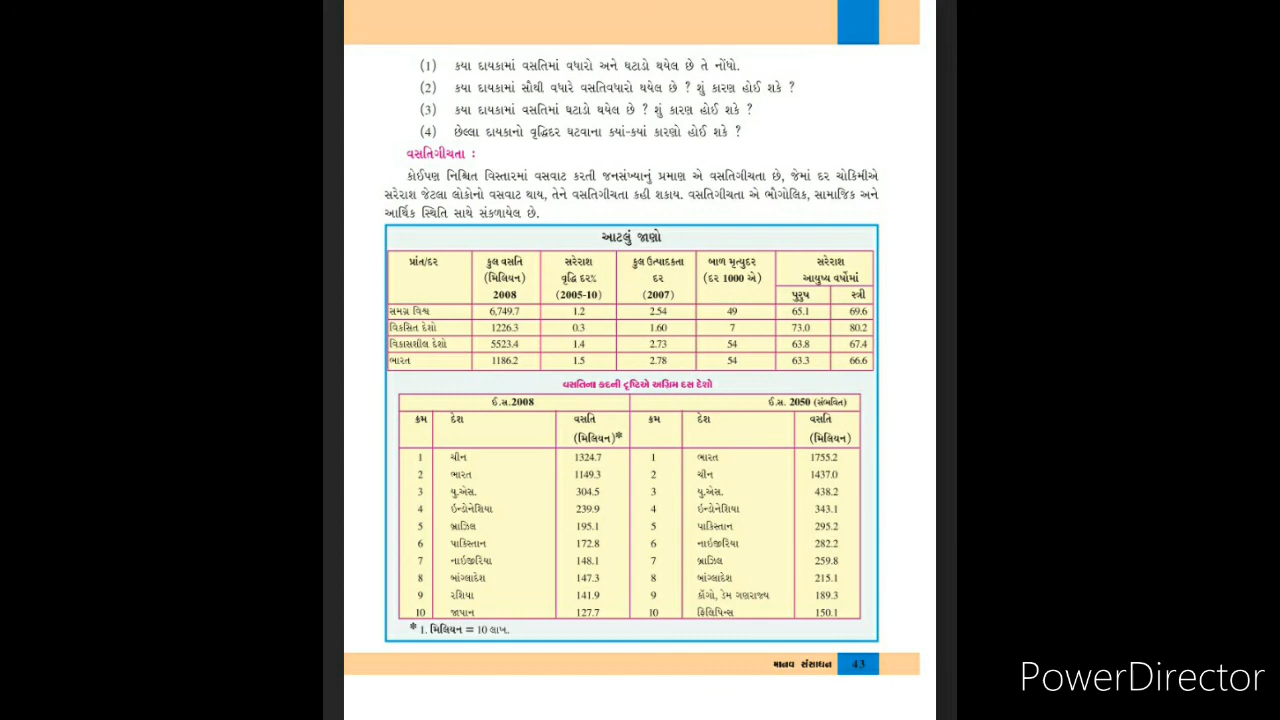 (1) કયા દાયકામાં વસતિમાં વધારો અને ઘટાડો થયેલ છે તે નોંધો.
(2) કયા દાયકામાં સૌથી વધારે વસતિવધારો થયેલ છે ? શું કારણ હોઈ શકે ?
(3) કયા દાયકામાં વસતિમાં ઘટાડો થયેલ છે ? શું કારણ હોઈ શકે ?
(4) છેલ્લા દાયકાનો વૃદ્ધિદર ઘટવાના કયાં-કયાં કારણો હોઈ શકે ?
વસતિગીચતા :
કોઈપણ નિશ્ચિત વિસ્તારમાં વસવાટ કરતી જનસંખ્યાનું પ્રમાણ એ વસતિગીચતા છે, જેમાં દર ચોકિમીએ
સરેરાશ જેટલા લોકોનો વસવાટ થાય, તેને વસતિગીચતા કહી શકાય. વસતિગીચતા એ ભૌગોલિક, સામાજિક અને
આર્થિક સ્થિતિ સાથે સંકળાયેલ છે.
આટલું જાણો
પ્રાંત/દર કુલ વસતિ સરેરાશ કુલ ઉત્પાદકતા બાળ મૃત્યુદર સરેરાશ
(મિલિયન) વૃદ્ધિ દર% દર (દર 1000 એ) આયુષ્ય વર્ષોમાં
2008 (2005-10) (2007) પુરુષ સ્ત્રી
સમગ્ર વિશ્વ 6,749.7 1.2 2.54 49 65.1 69.6
વિકસિત દેશો 1226.3 0.3 1.60 7 73.0 80.2
વિકાસશીલ દેશો 5523.4 1.4 2.73 54 63.8 67.4
ભારત 1186.2 1.5 2.78 54 63.3 66.6
વસતિના કદની દૃષ્ટિએ અગ્રિમ દસ દેશો
ઈ.સ.2008 ઈ.સ. 2050 (સંભવિત)
ક્રમ દેશ વસતિ ક્રમ દેશ વસતિ
(મિલિયન)* (મિલિયન)
1 ચીન 1324.7 1 ભારત 1755.2
2 ભારત 1149.3 2 ચીન 1437.0
3 યુ.એસ. 304.5 3 યુ.એસ. 438.2
4 ઇન્ડોનેશિયા 239.9 4 ઇન્ડોનેશિયા 343.1
5 બ્રાઝિલ 195.1 5 પાકિસ્તાન 295.2
6 પાકિસ્તાન 172.8 6 નાઇજીરિયા 282.2
7 નાઇજીરિયા 148.1 7 બ્રાઝિલ 259.8
8 બાંગ્લાદેશ 147.3 8 બાંગ્લાદેશ 215.1
9 રશિયા 141.9 9 કોંગો, ડેમ ગણરાજ્ય 189.3
10 જાપાન 127.7 10 ફિલિપિન્સ 150.1
* 1. મિલિયન = 10 લાખ.
માનવ સંસાધન 43
PowerDirector